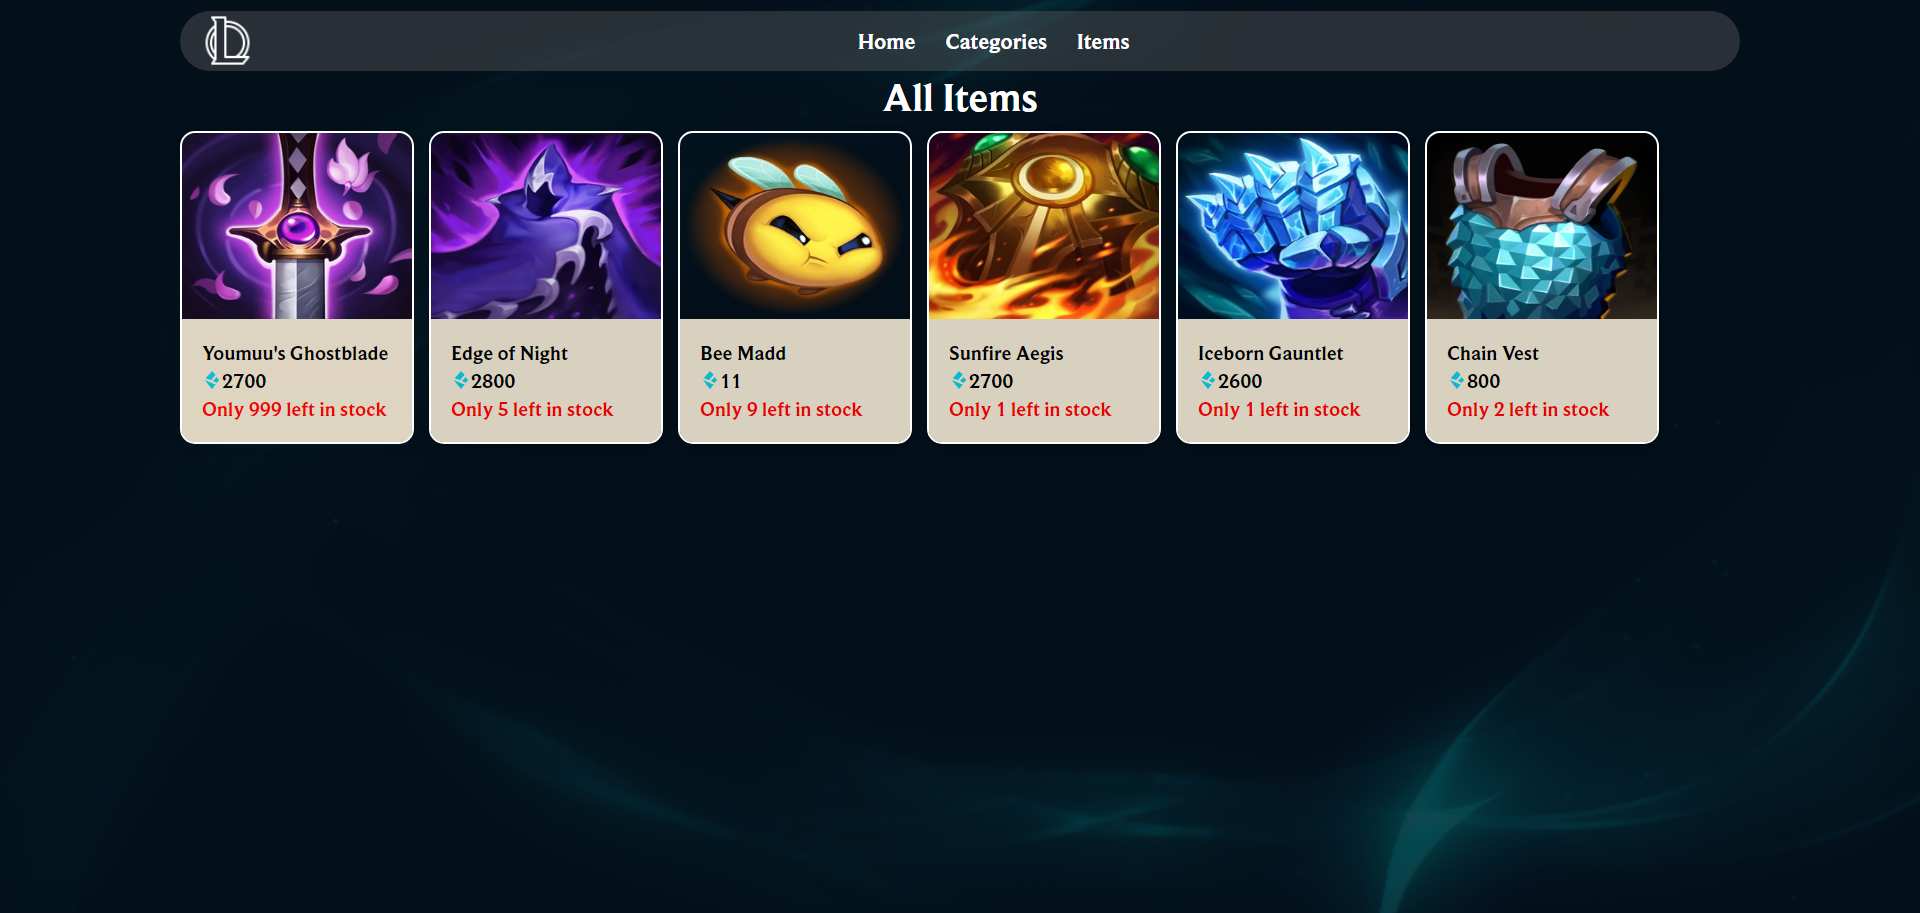 Home
Categories
Items
All Items
Youmuu's Ghostblade
2700
Only 999 left in stock
Edge of Night
2800
Only 5 left in stock
Bee Madd
11
Only 9 left in stock
Sunfire Aegis
2700
Only 1 left in stock
Iceborn Gauntlet
2600
Only 1 left in stock
Chain Vest
800
Only 2 left in stock